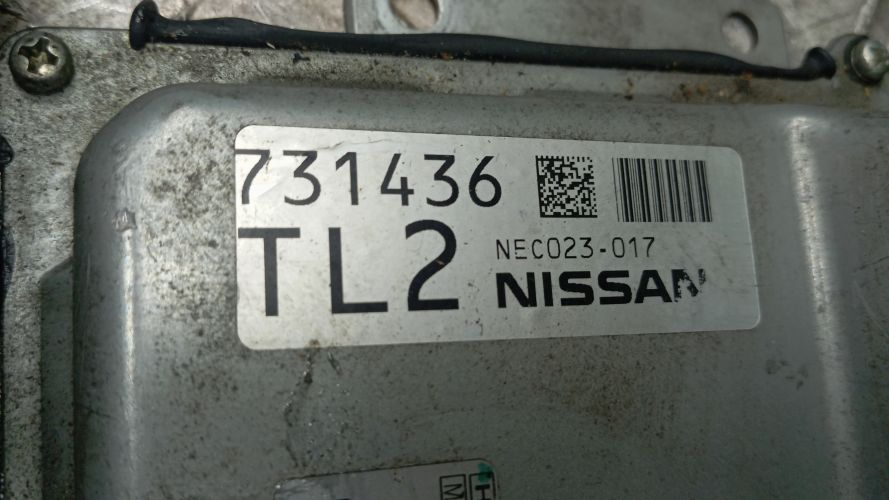 731436
TL2
NEC023-017
NISSAN
H
M